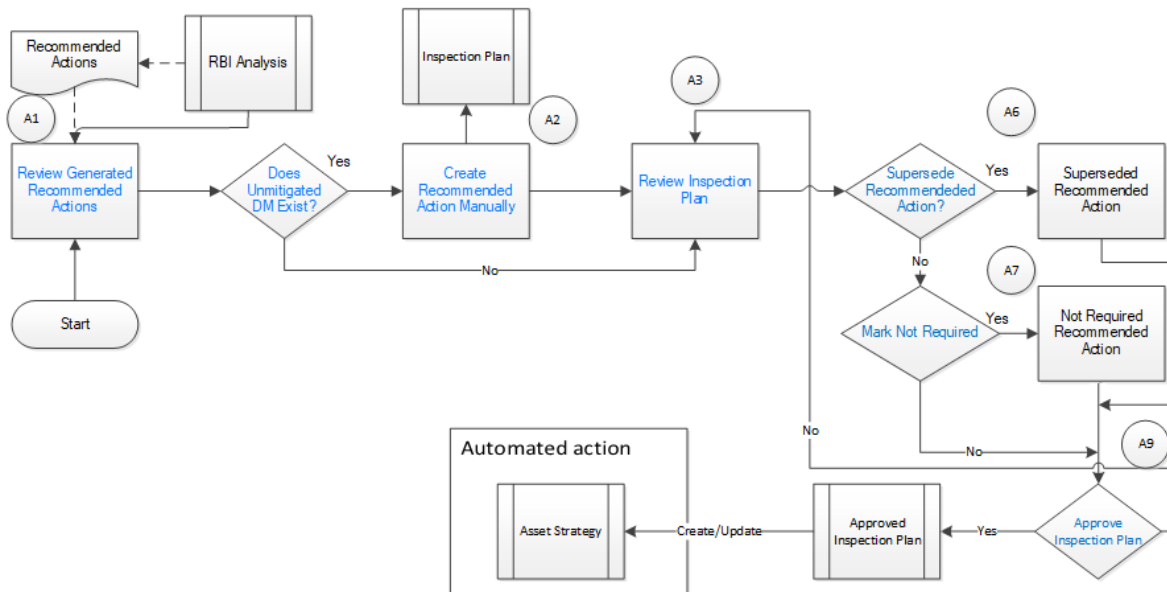 Recommended
Actions
RBI Analysis
A1
Review Generated
Recommended
Actions
Start
Does
Unmitigated
DM Exist?
Yes
No
Inspection Plan
A2
Create
Recommended
Action Manually
A3
Review Inspection
Plan
Supersede
Recommendeded
Action?
Yes
No
A6
Superseded
Recommended
Action
Mark Not Required
Yes
No
A7
Not Required
Recommended
Action
No
A9
Approve
Inspection Plan
Yes
Approved
Inspection Plan
Create/Update
Automated action
Asset Strategy